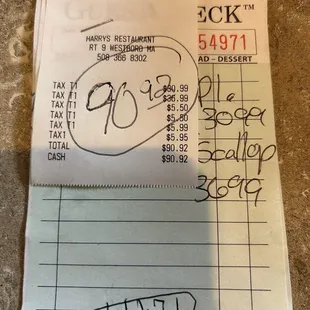 GU ECK™
HARRYS RESTAURANT
RT 9 WESTBORO MA
508 366 8302
54971
AD – DESSERT
TAX T1 $30.99
TAX T1 $36.99
TAX T1 $5.50
TAX T1 $5.50
TAX T1 $5.99
TAX1 $5.95
TOTAL $90.92
CASH $90.92
90.92
Pl.
3099
Scallop
3699